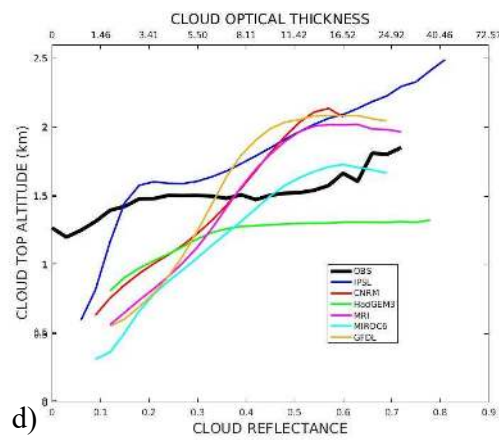 CLOUD OPTICAL THICKNESS
0 1.46 3.41 5.50 8.11 11.42 16.52 24.92 40.46 72.57
2.5
2
1.5
1
0.5
0
CLOUD TOP ALTITUDE (km)
OBS
IPSL
CNRM
HadGEM3
MRI
MIROC6
GFDL
0 0.1 0.2 0.3 0.4 0.5 0.6 0.7 0.8 0.9
CLOUD REFLECTANCE
d)